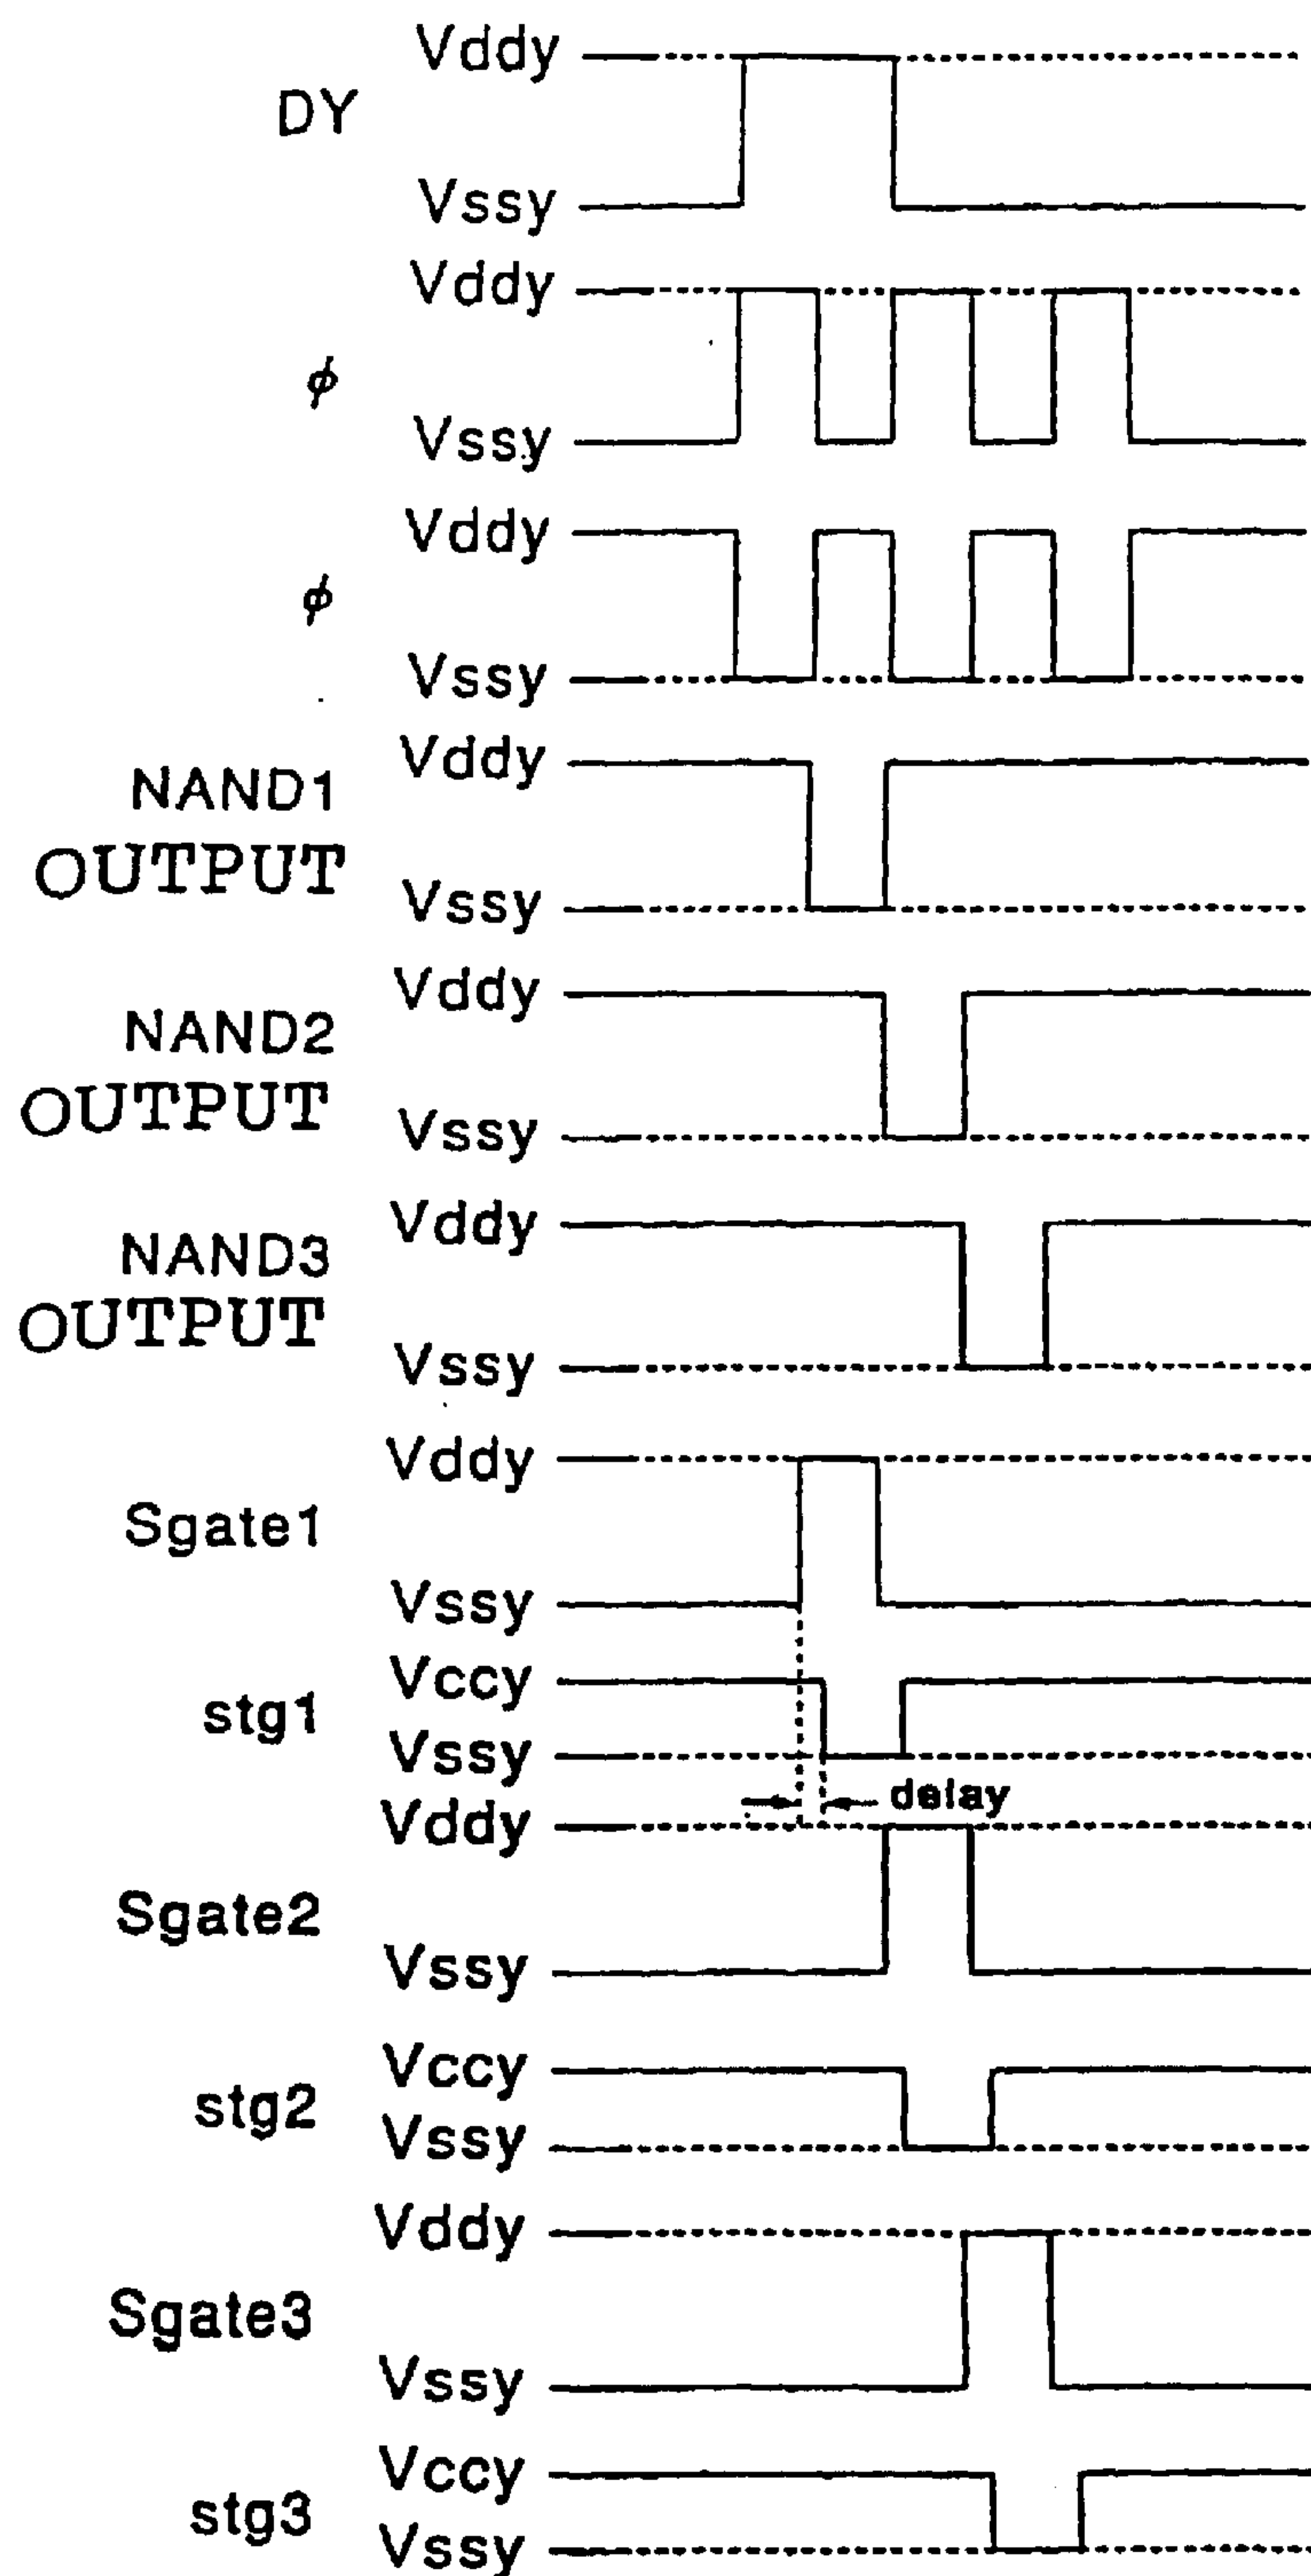 Vddy
DY
Vssy
Vddy
ϕ
Vssy
Vddy
ϕ
Vssy
Vddy
NAND1
OUTPUT
Vssy
Vddy
NAND2
OUTPUT
Vssy
Vddy
NAND3
OUTPUT
Vssy
Vddy
Sgate1
Vssy
Vccy
stg1
Vssy
delay
Vddy
Sgate2
Vssy
Vccy
stg2
Vssy
Vddy
Sgate3
Vssy
Vccy
stg3
Vssy